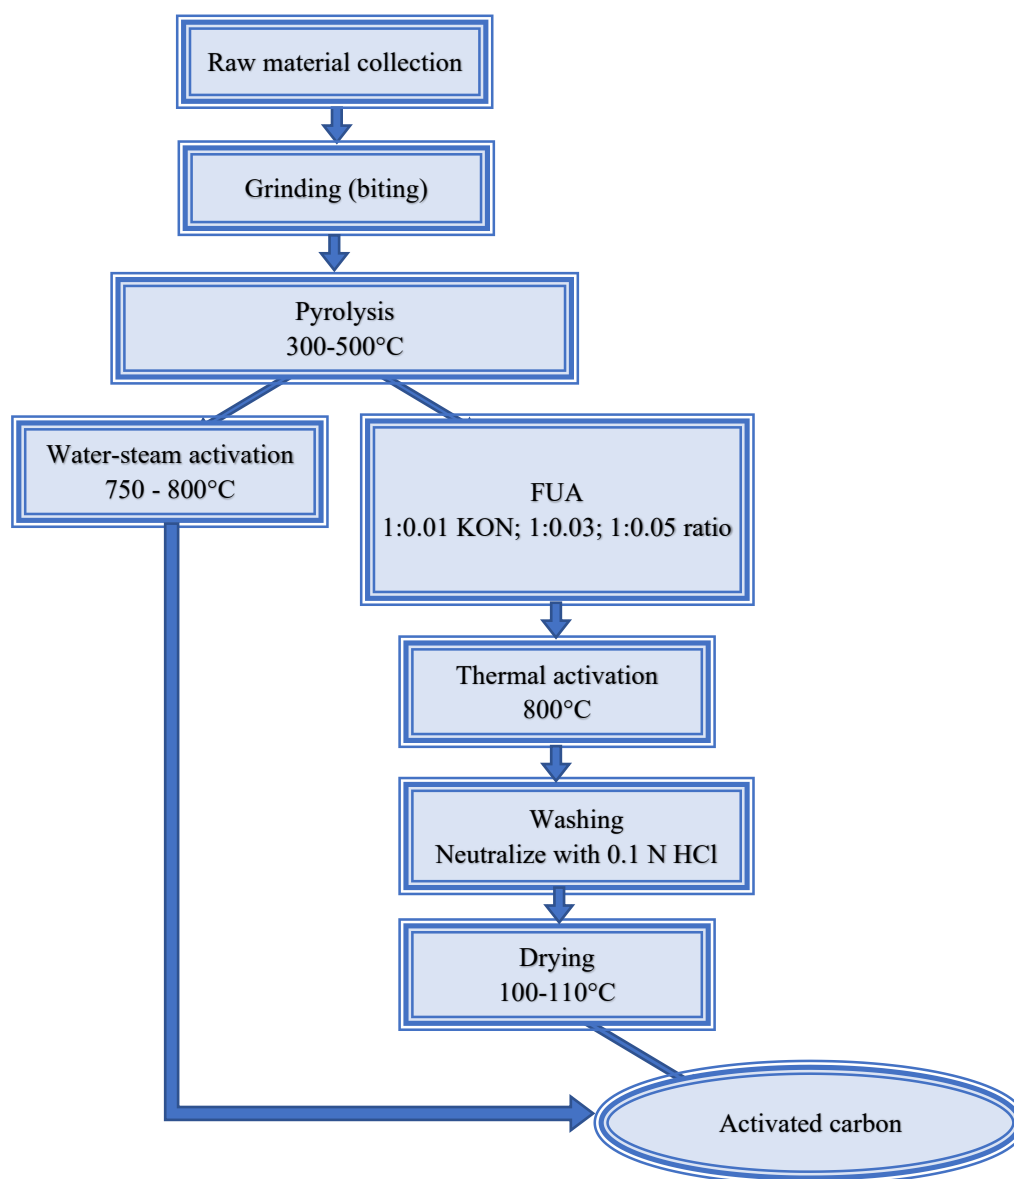 Raw material collection
Grinding (biting)
Pyrolysis
300-500°C
Water-steam activation
750 - 800°C
FUA
1:0.01 KON; 1:0.03; 1:0.05 ratio
Thermal activation
800°C
Washing
Neutralize with 0.1 N HCl
Drying
100-110°C
Activated carbon